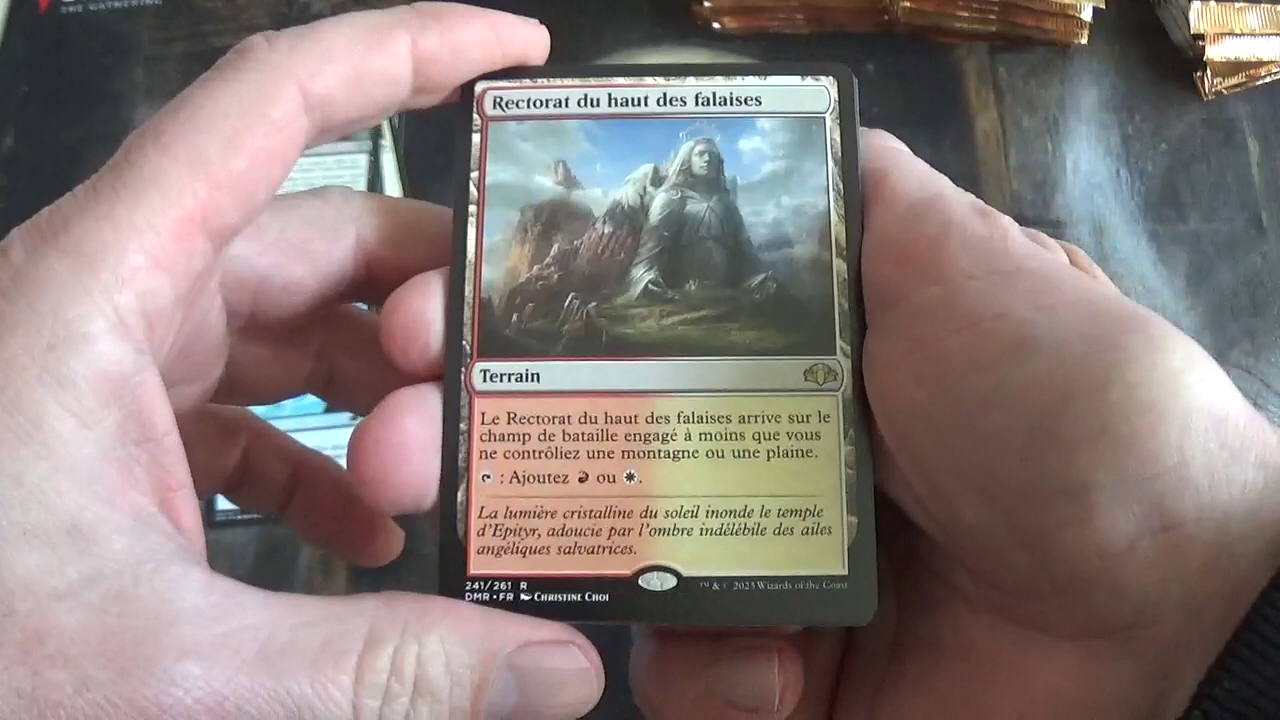 THE GATHERING
Rectorat du haut des falaises
Terrain
Le Rectorat du haut des falaises arrive sur le
champ de bataille engagé à moins que vous
ne contrôliez une montagne ou une plaine.
: Ajoutez ou .
La lumière cristalline du soleil inonde le temple
d'Epityr, adoucie par l'ombre indélébile des ailes
angéliques salvatrices.
241/261 R
DMR • FR Christine Choi
™ & © 2023 Wizards of the Coast